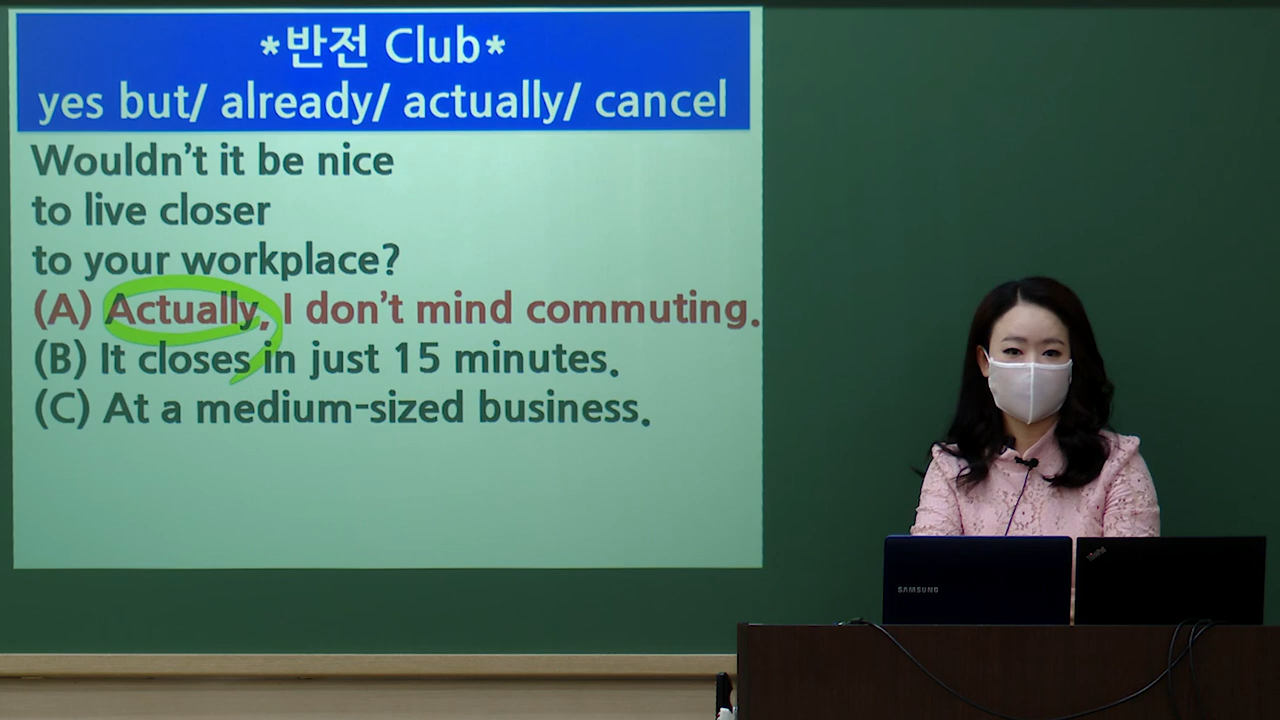 *반전 Club*
yes but/ already/ actually/ cancel
Wouldn't it be nice
to live closer
to your workplace?
(A) Actually, I don't mind commuting.
(B) It closes in just 15 minutes.
(C) At a medium-sized business.
SAMSUNG
ThinkPad